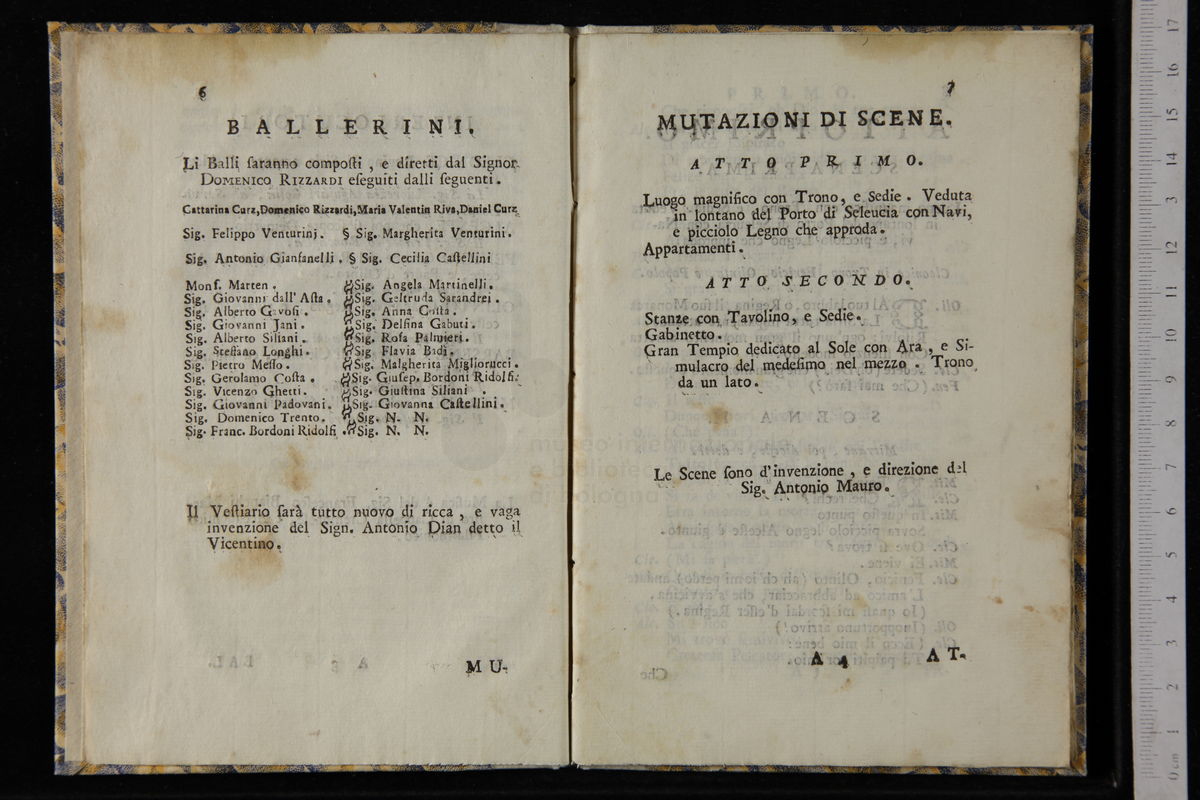 6
BALLERINI.
Li Balli ſaranno compoſti , e diretti dal Signor
DOMENICO RIZZARDI eſeguiti dalli ſeguenti.
Cattarina Curz, Domenico Rizzardi, Maria Valentin Riva, Daniel Curz
Sig. Felippo Venturini. § Sig. Margherita Venturini.
Sig. Antonio Gianfanelli. § Sig. Cecilia Caſtellini
Monſ. Marten. Sig. Angela Martinelli.
Sig. Giovanni dall' Aſta. Sig. Geltruda Sarandrei.
Sig. Alberto Sig. Anna Coſta.
Sig. Giovanni Jani. Sig. Delfina Gabuti.
Sig. Alberto Siliani. Sig. Roſa Palmieri.
Sig. Steffano Longhi. Sig. Flavia Badi.
Sig. Pietro Meſſo. Sig. Malgherita Migliorucci.
Sig. Gerolamo Coſta. Sig. Giuſep. Bordoni Ridolfi.
Sig. Vicenzo Ghetti. Sig. Giuſtina Siliani.
Sig. Giovanni Padovani. Sig. Giovanna Caſtellini.
Sig. Domenico Trento. Sig. N. N.
Sig. Franc. Bordoni Ridolfi. Sig. N. N.
Il Veſtiario ſarà tutto nuovo di ricca , e vaga
invenzione del Sign. Antonio Dian detto il
Vicentino.
MU-
7
MUTAZIONI DI SCENE.
ATTO PRIMO.
Luogo magnifico con Trono, e Sedie. Veduta
in lontano del Porto di Seleucia con Navi,
e picciolo Legno che approda.
Appartamenti.
ATTO SECONDO.
Stanze con Tavolino, e Sedie.
Gabinetto.
Gran Tempio dedicato al Sole con Ara , e Si-
mulacro del medeſimo nel mezzo. Trono
da un lato.
Le Scene ſono d'invenzione , e direzione del
Sig. Antonio Mauro.
A 4 AT-